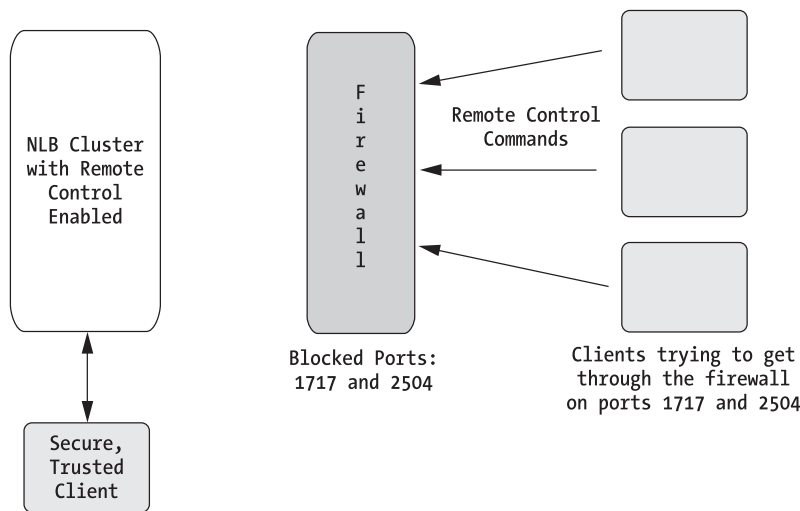 NLB Cluster
with Remote
Control
Enabled
Firewall
Remote Control
Commands
Blocked Ports:
1717 and 2504
Clients trying to get
through the firewall
on ports 1717 and 2504
Secure,
Trusted
Client